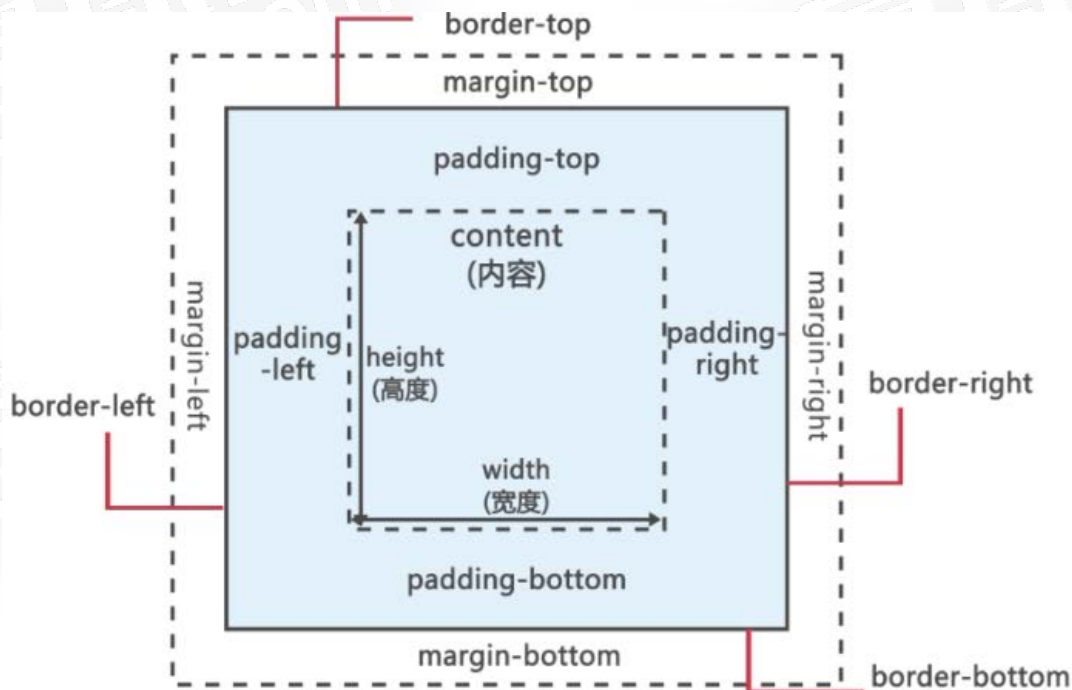 border-top
margin-top
padding-top
content
(内容)
margin-left
padding
-left
height
(高度)
padding-
right
margin-right
border-left
border-right
width
(宽度)
padding-bottom
margin-bottom
border-bottom